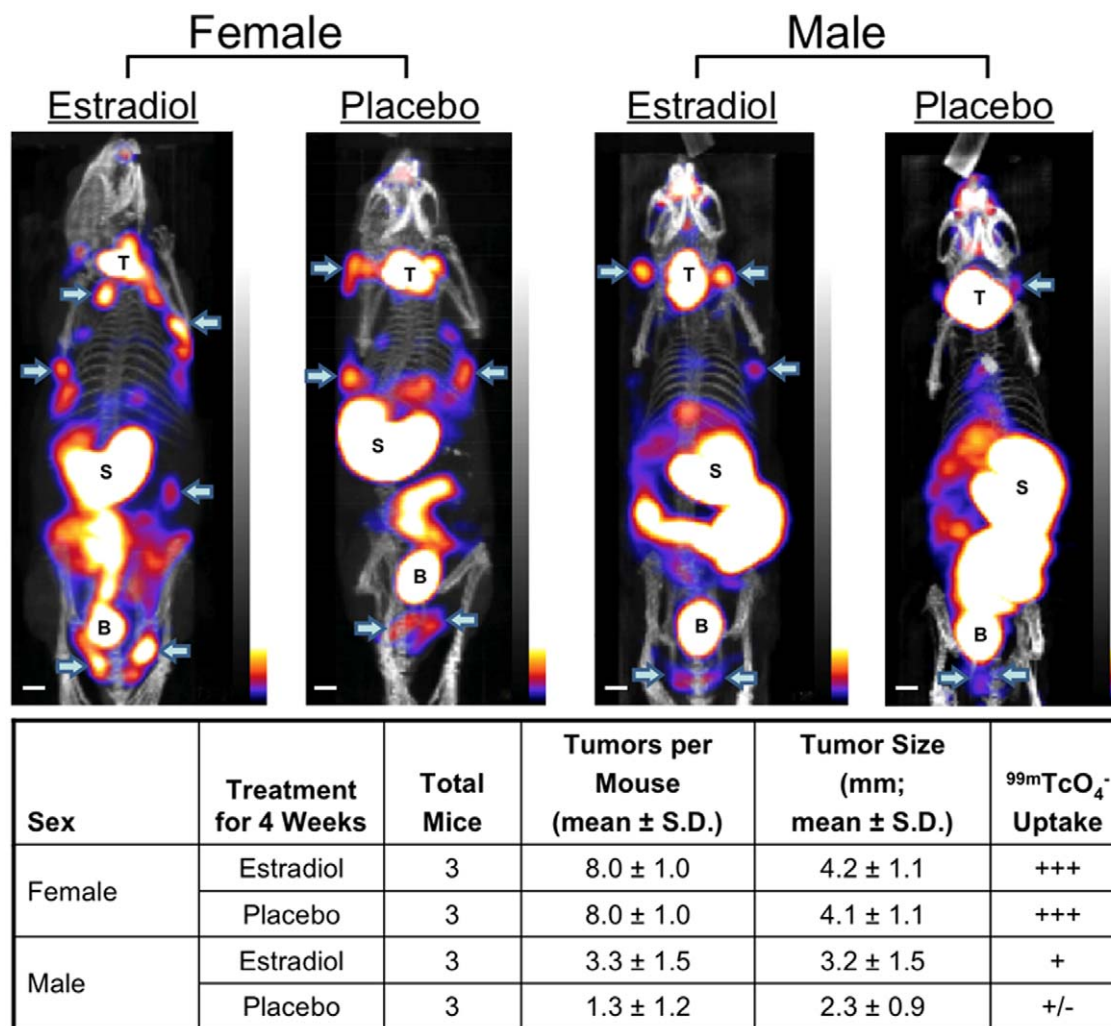 Female Male
Estradiol Placebo Estradiol Placebo
T T T T
S S S S
B B B B
Sex
Treatment
for 4 Weeks
Total
Mice
Tumors per
Mouse
(mean ± S.D.)
Tumor Size
(mm;
mean ± S.D.)
⁹⁹ᵐTcO₄⁻
Uptake
Female Estradiol 3 8.0 ± 1.0 4.2 ± 1.1 +++
Placebo 3 8.0 ± 1.0 4.1 ± 1.1 +++
Male Estradiol 3 3.3 ± 1.5 3.2 ± 1.5 +
Placebo 3 1.3 ± 1.2 2.3 ± 0.9 +/-